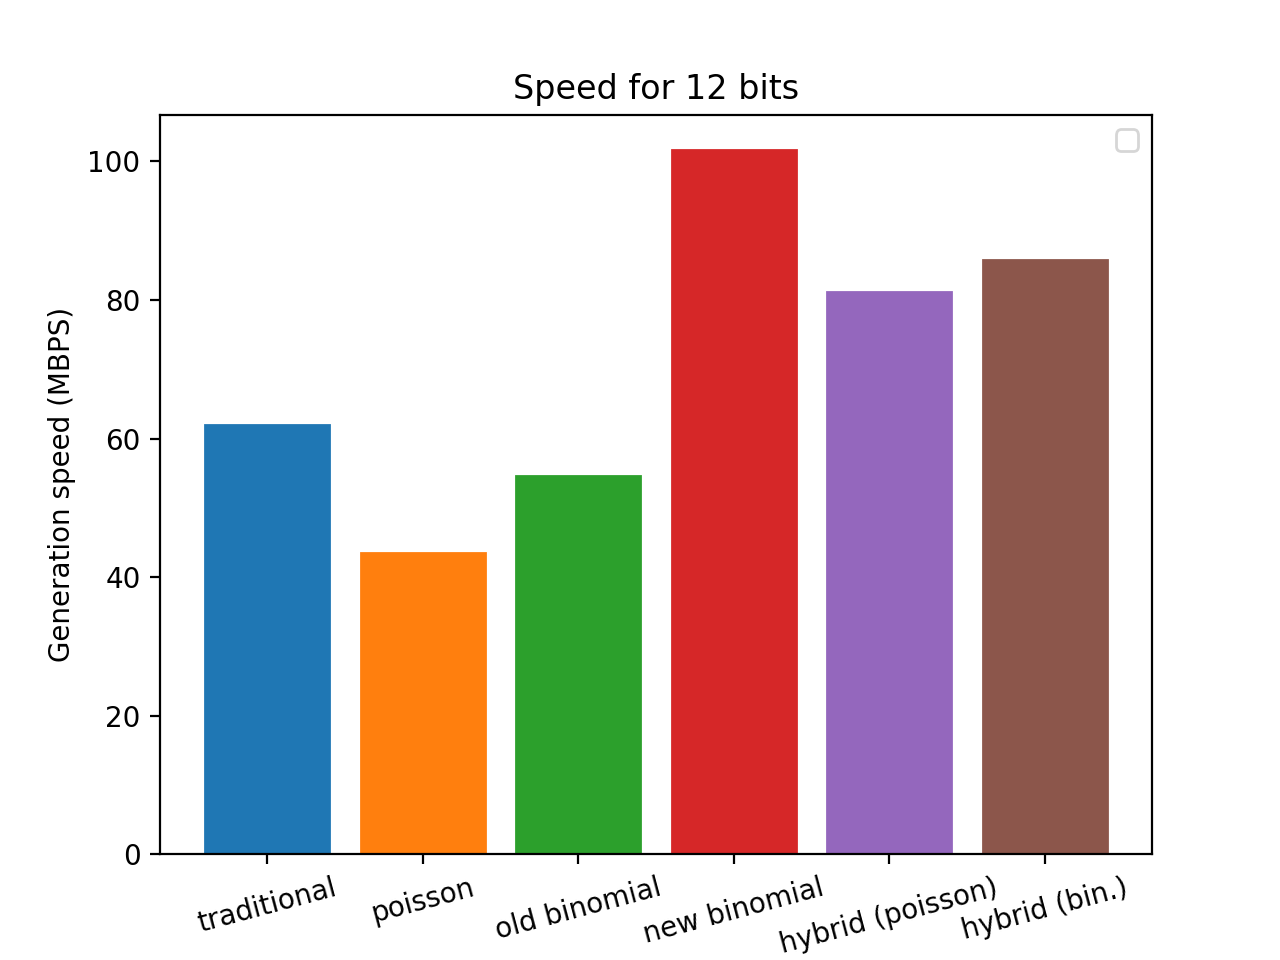 Speed for 12 bits
Generation speed (MBPS)
100
80
60
40
20
0
traditional
poisson
old binomial
new binomial
hybrid (poisson)
hybrid (bin.)